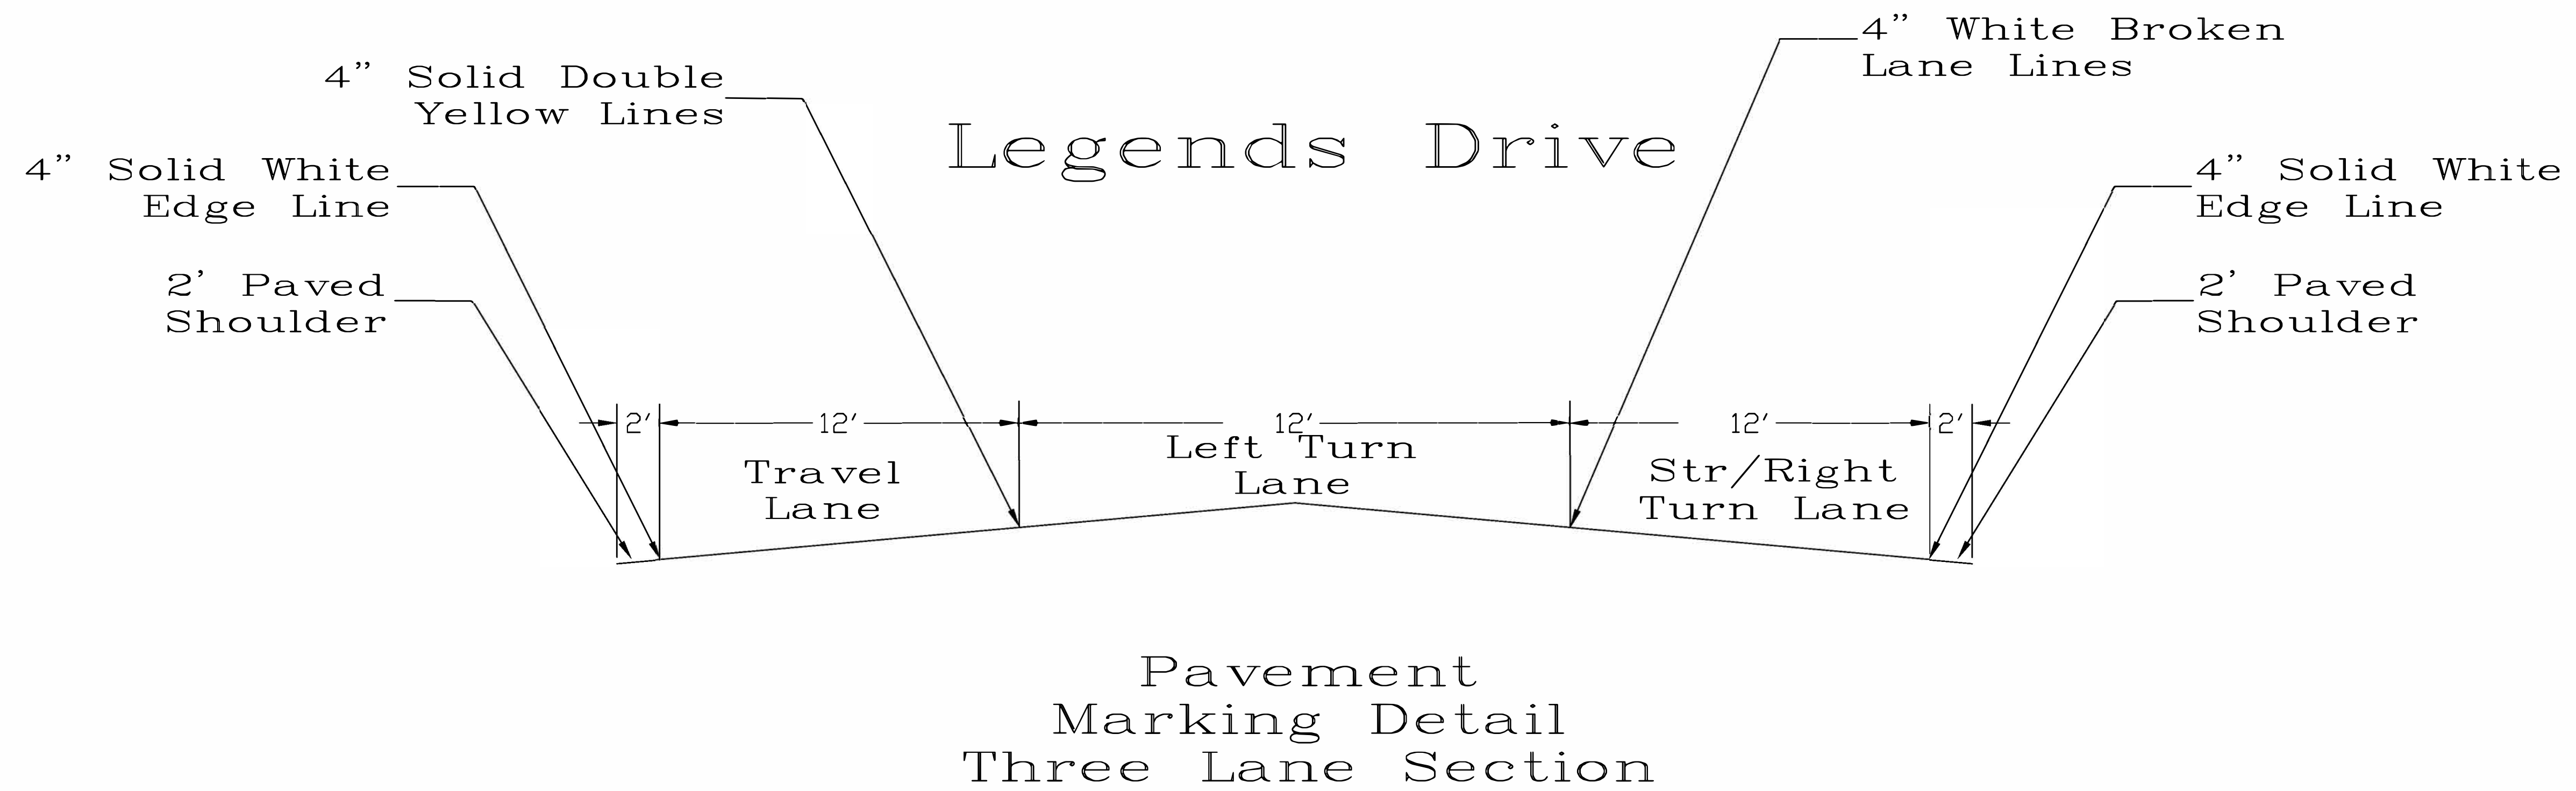 4" White Broken
Lane Lines
4" Solid Double
Yellow Lines
Legends Drive
4" Solid White
Edge Line
4" Solid White
Edge Line
2' Paved
Shoulder
2' Paved
Shoulder
2' 12' 12' 12' 2'
Travel
Lane
Left Turn
Lane
Str/Right
Turn Lane
Pavement
Marking Detail
Three Lane Section